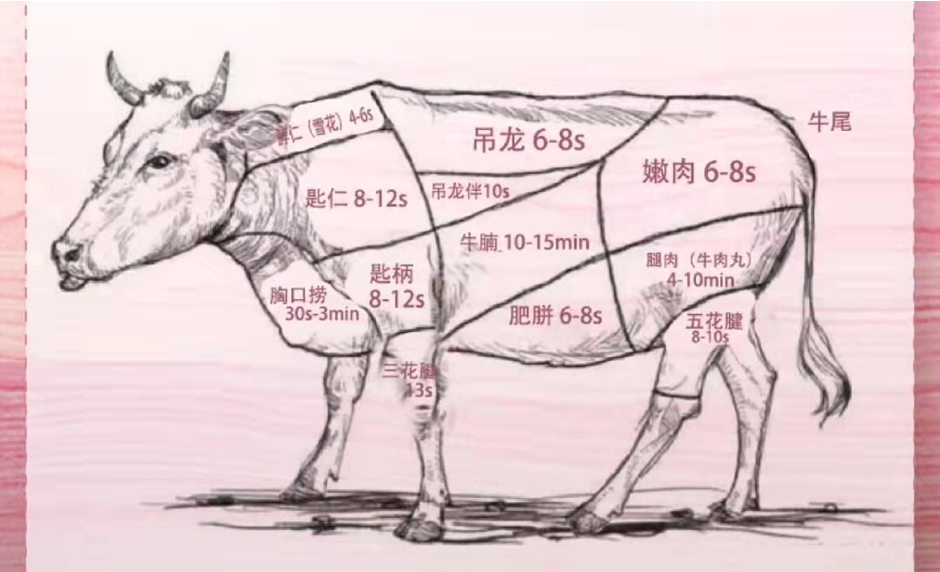 仁（雪花）4-6s
吊龙 6-8s
牛尾
嫩肉 6-8s
匙仁 8-12s
吊龙伴10s
牛腩 10-15min
腿肉（牛肉丸）
4-10min
匙柄
8-12s
胸口捞
30s-3min
肥胼 6-8s
五花腱
8-10s
三花腱
13s